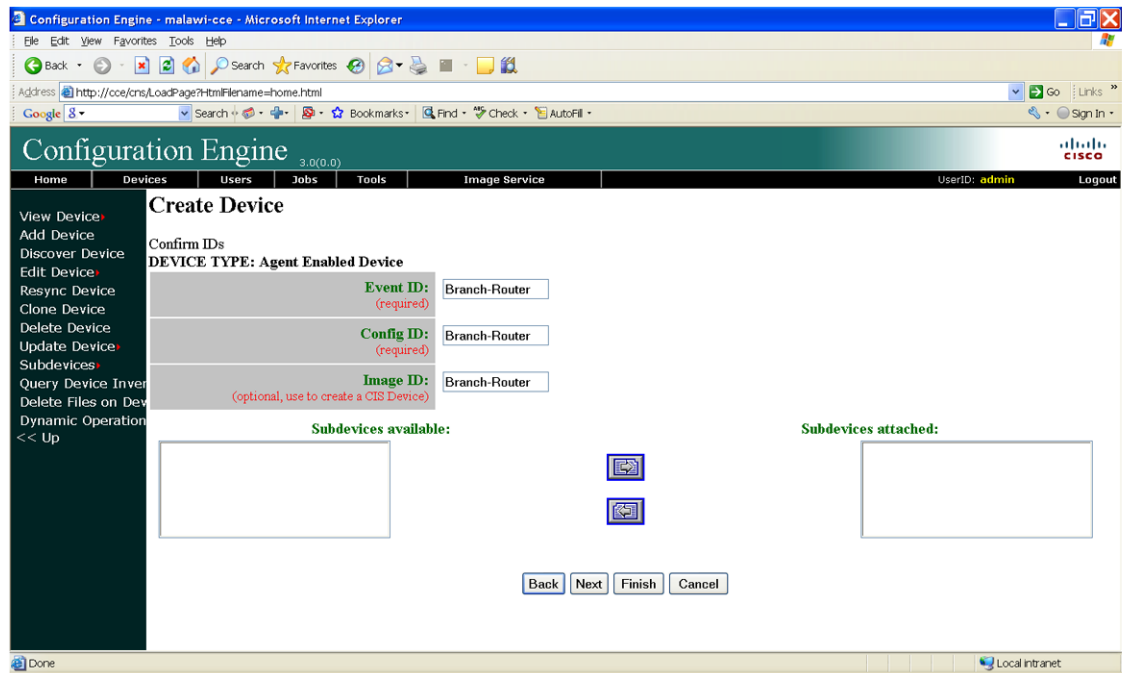 Configuration Engine - malawi-cce - Microsoft Internet Explorer
File Edit View Favorites Tools Help
Back Search Favorites
Address http://cce/cns/LoadPage?HtmlFilename=home.html Go Links »
Google Search Bookmarks Find Check AutoFill Sign In
Configuration Engine 3.0(0.0)
CISCO
Home Devices Users Jobs Tools Image Service UserID: admin Logout
View Device
Add Device
Discover Device
Edit Device
Resync Device
Clone Device
Delete Device
Update Device
Subdevices
Query Device Inver
Delete Files on Dev
Dynamic Operation
<< Up
Create Device
Confirm IDs
DEVICE TYPE: Agent Enabled Device
Event ID: Branch-Router
(required)
Config ID: Branch-Router
(required)
Image ID: Branch-Router
(optional, use to create a CIS Device)
Subdevices available: Subdevices attached:
Back Next Finish Cancel
Done Local intranet